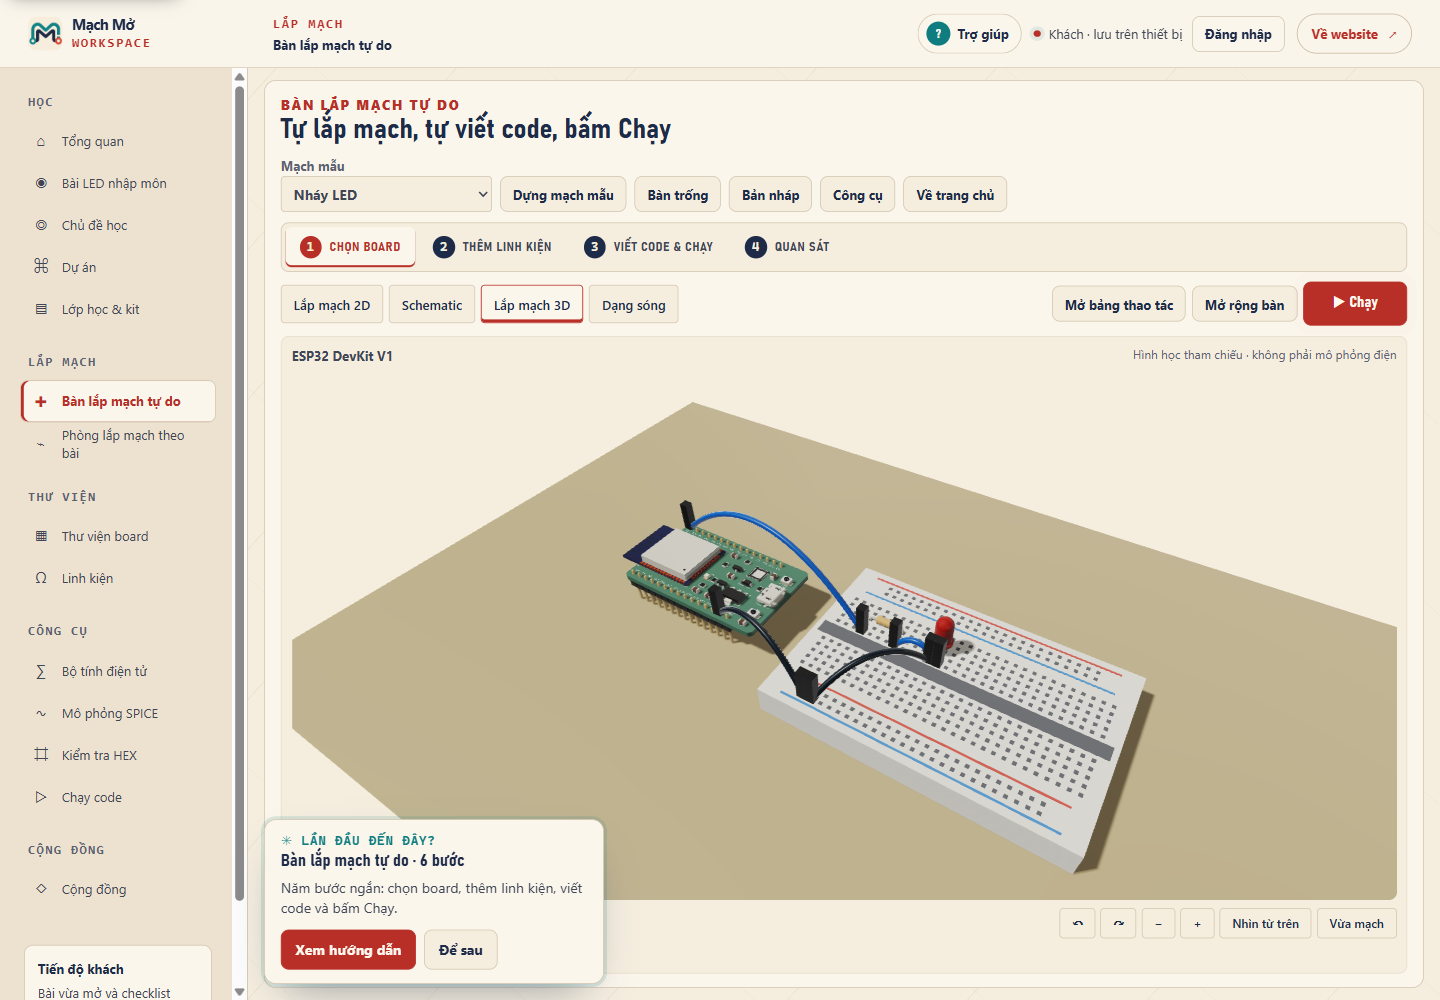 Mạch Mở
WORKSPACE
LẮP MẠCH
Bàn lắp mạch tự do
? Trợ giúp
Khách · lưu trên thiết bị
Đăng nhập
Về website ↗
HỌC
Tổng quan
Bài LED nhập môn
Chủ đề học
Dự án
Lớp học & kit
LẮP MẠCH
Bàn lắp mạch tự do
Phòng lắp mạch theo
bài
THƯ VIỆN
Thư viện board
Linh kiện
CÔNG CỤ
Bộ tính điện tử
Mô phỏng SPICE
Kiểm tra HEX
Chạy code
CỘNG ĐỒNG
Cộng đồng
Tiến độ khách
Bài vừa mở và checklist
BÀN LẮP MẠCH TỰ DO
Tự lắp mạch, tự viết code, bấm Chạy
Mạch mẫu
Nháy LED
Dựng mạch mẫu
Bàn trống
Bản nháp
Công cụ
Về trang chủ
1 CHỌN BOARD
2 THÊM LINH KIỆN
3 VIẾT CODE & CHẠY
4 QUAN SÁT
Lắp mạch 2D
Schematic
Lắp mạch 3D
Dạng sóng
Mở bảng thao tác
Mở rộng bàn
▶ Chạy
ESP32 DevKit V1
Hình học tham chiếu · không phải mô phỏng điện
✳ LẦN ĐẦU ĐẾN ĐÂY?
Bàn lắp mạch tự do · 6 bước
Năm bước ngắn: chọn board, thêm linh kiện, viết
code và bấm Chạy.
Xem hướng dẫn
Để sau
↶
↷
−
+
Nhìn từ trên
Vừa mạch